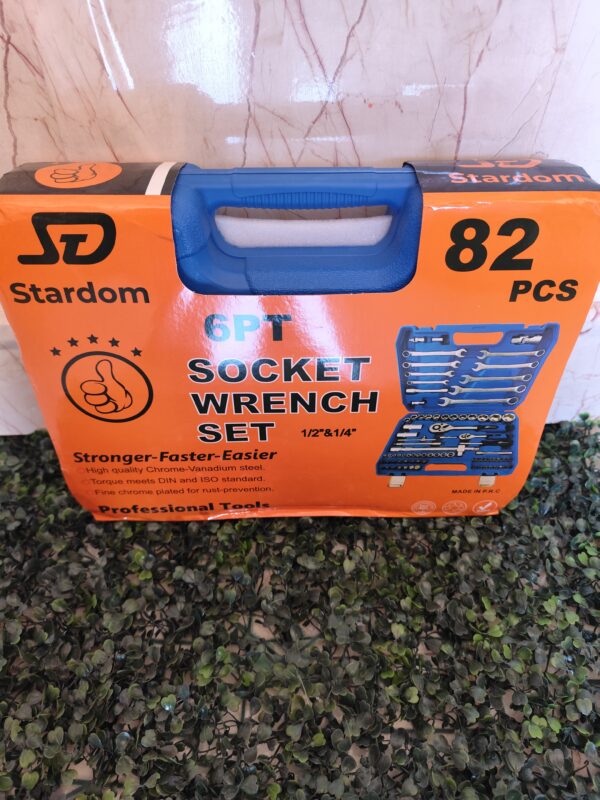 Stardom
SD
Stardom
82
PCS
6PT
SOCKET
WRENCH
SET 1/2"&1/4"
Stronger-Faster-Easier
High quality Chrome-Vanadium steel.
Torque meets DIN and ISO standard.
Fine chrome plated for rust-prevention.
Professional Tools
MADE IN P.R.C